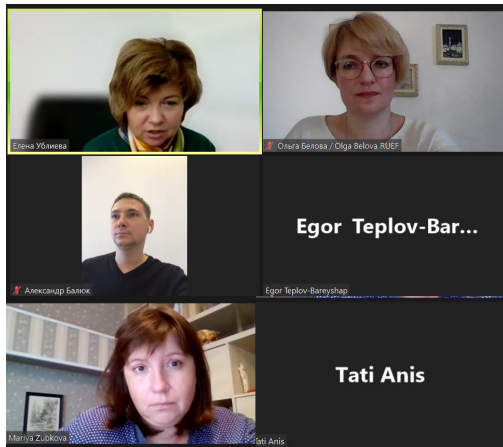 Елена Ублиева
Ольга Белова / Olga Belova RUEF
Александр Балюк
Egor Teplov-Bar...
Egor Teplov-Bareyshap
Mariya Zubkova
Tati Anis
Tati Anis